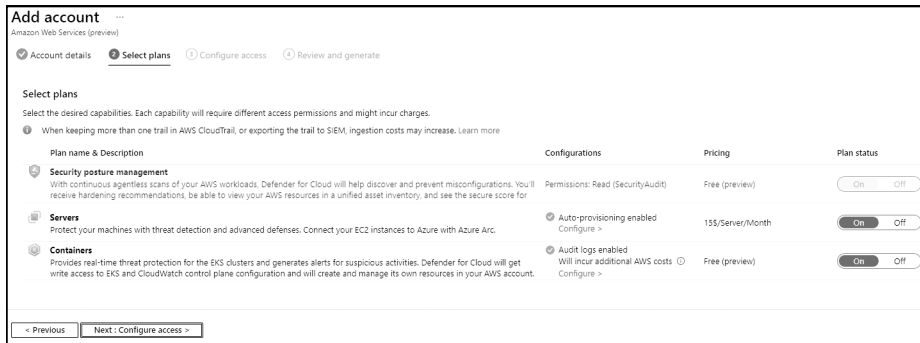 Add account ...
Amazon Web Services (preview)
Account details 2 Select plans 3 Configure access 4 Review and generate
Select plans
Select the desired capabilities. Each capability will require different access permissions and might incur charges.
When keeping more than one trail in AWS CloudTrail, or exporting the trail to SIEM, ingestion costs may increase. Learn more
Plan name & Description Configurations Pricing Plan status
Security posture management
With continuous agentless scans of your AWS workloads, Defender for Cloud will help discover and prevent misconfigurations. You'll Permissions: Read (SecurityAudit) Free (preview) On Off
receive hardening recommendations, be able to view your AWS resources in a unified asset inventory, and see the secure score for
Servers Auto-provisioning enabled
Protect your machines with threat detection and advanced defenses. Connect your EC2 instances to Azure with Azure Arc. Configure > 15$/Server/Month On Off
Containers Audit logs enabled
Provides real-time threat protection for the EKS clusters and generates alerts for suspicious activities. Defender for Cloud will get Will incur additional AWS costs Free (preview) On Off
write access to EKS and CloudWatch control plane configuration and will create and manage its own resources in your AWS account. Configure >
< Previous Next : Configure access >